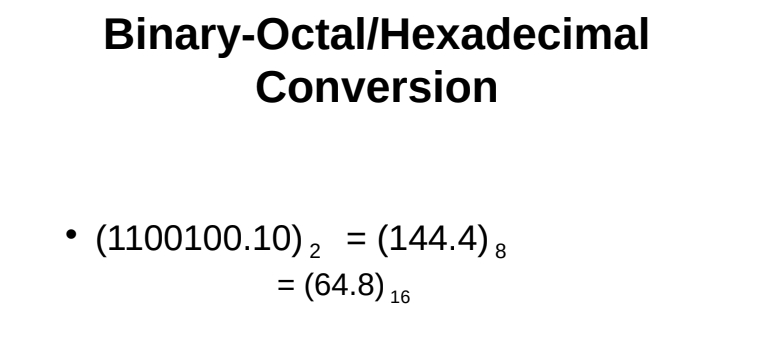 Binary-Octal/Hexadecimal
Conversion
• (1100100.10) 2 = (144.4) 8
= (64.8) 16